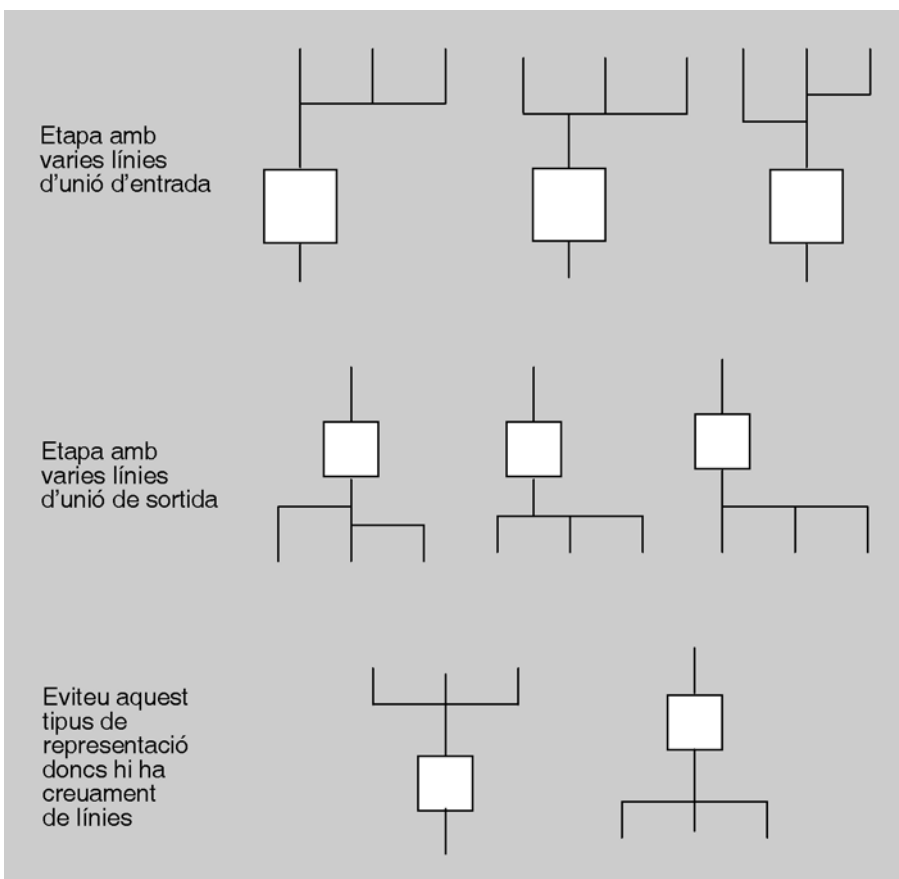 Etapa amb
varies línies
d'unió d'entrada
Etapa amb
varies línies
d'unió de sortida
Eviteu aquest
tipus de
representació
doncs hi ha
creuament
de línies